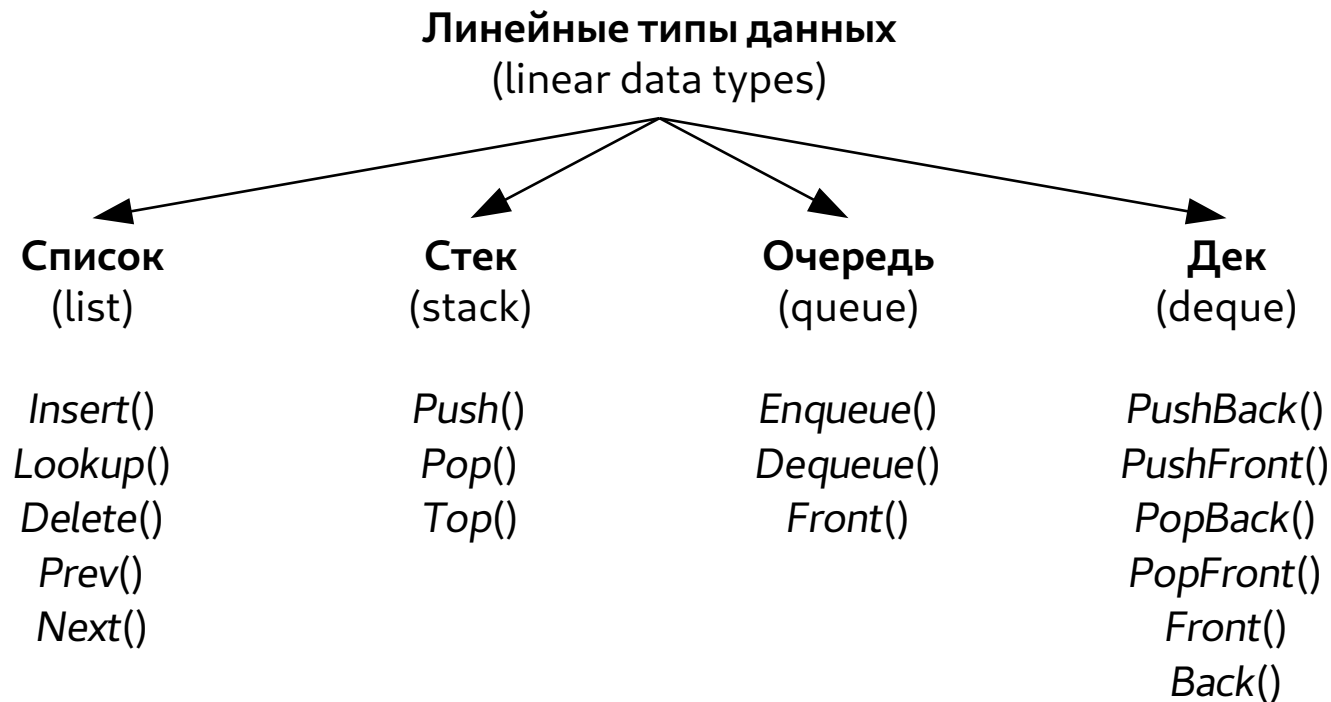 Линейные типы данных
(linear data types)
Список
(list)
Insert()
Lookup()
Delete()
Prev()
Next()
Стек
(stack)
Push()
Pop()
Top()
Очередь
(queue)
Enqueue()
Dequeue()
Front()
Дек
(deque)
PushBack()
PushFront()
PopBack()
PopFront()
Front()
Back()